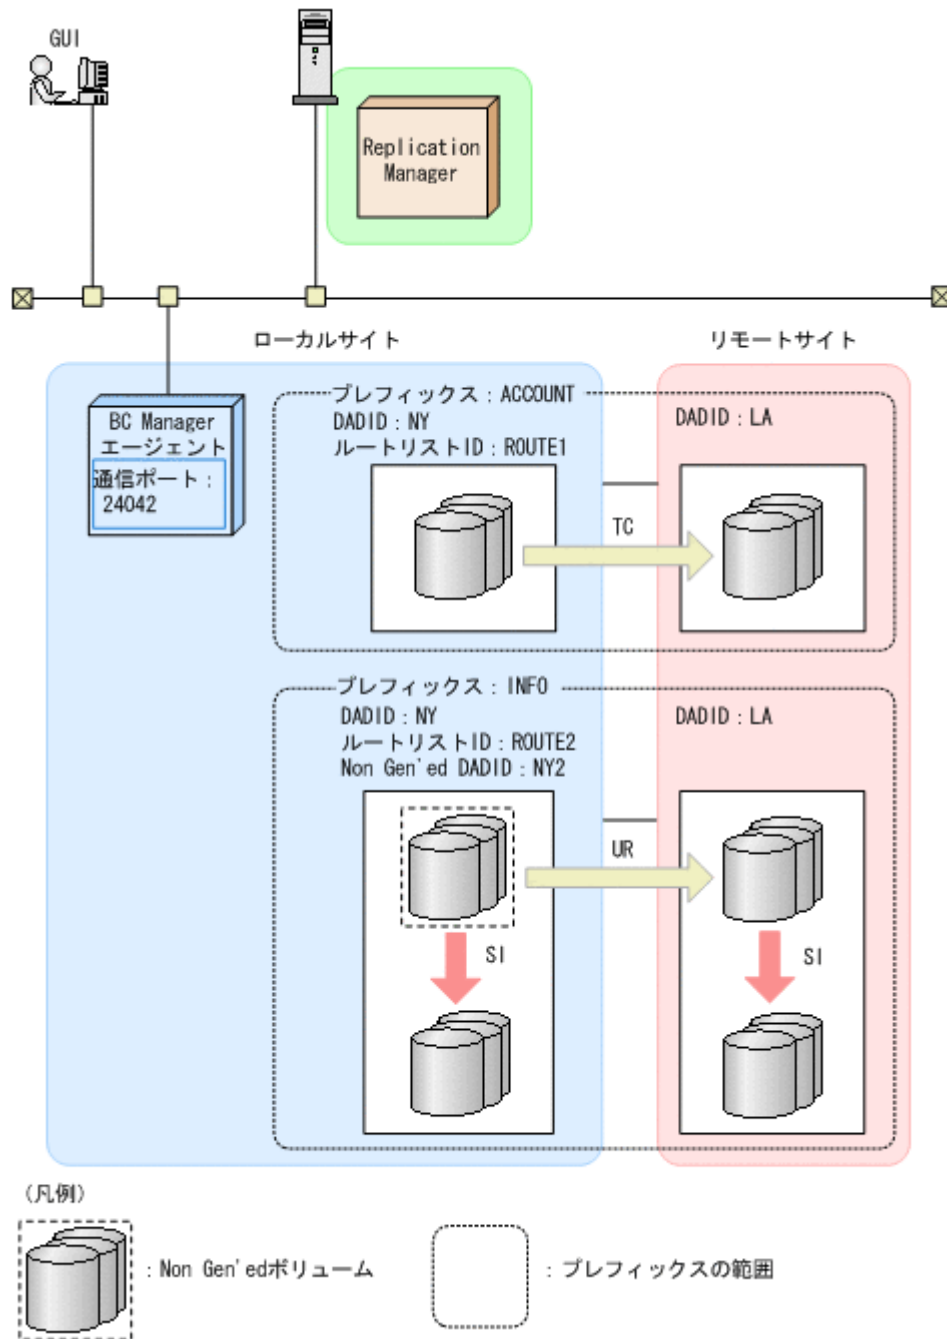 GUI
Replication
Manager
ローカルサイト
リモートサイト
BC Manager
エージェント
通信ポート：
24042
プレフィックス：ACCOUNT
DADID：NY
ルートリストID：ROUTE1
DADID：LA
TC
プレフィックス：INFO
DADID：NY
ルートリストID：ROUTE2
Non Gen'ed DADID：NY2
DADID：LA
UR
SI
SI
（凡例）
：Non Gen'edボリューム
：プレフィックスの範囲